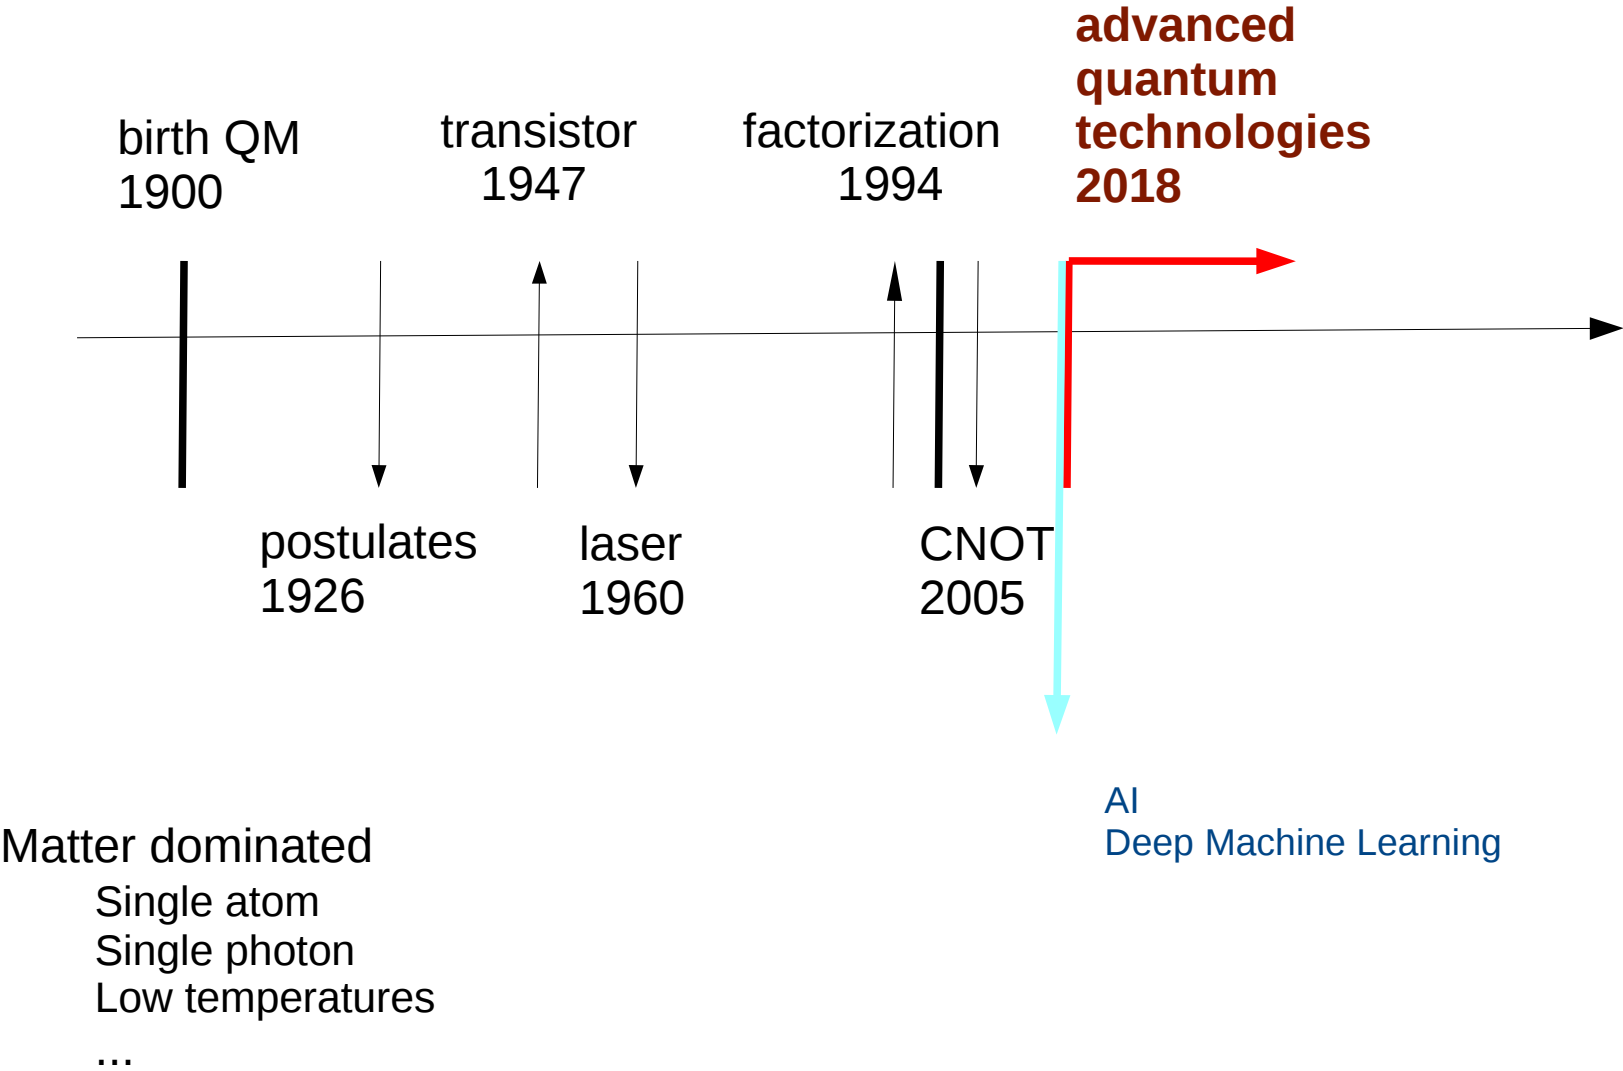 advanced
quantum
technologies
2018
birth QM
1900
transistor
1947
factorization
1994
postulates
1926
laser
1960
CNOT
2005
AI
Deep Machine Learning
Matter dominated
Single atom
Single photon
Low temperatures
...